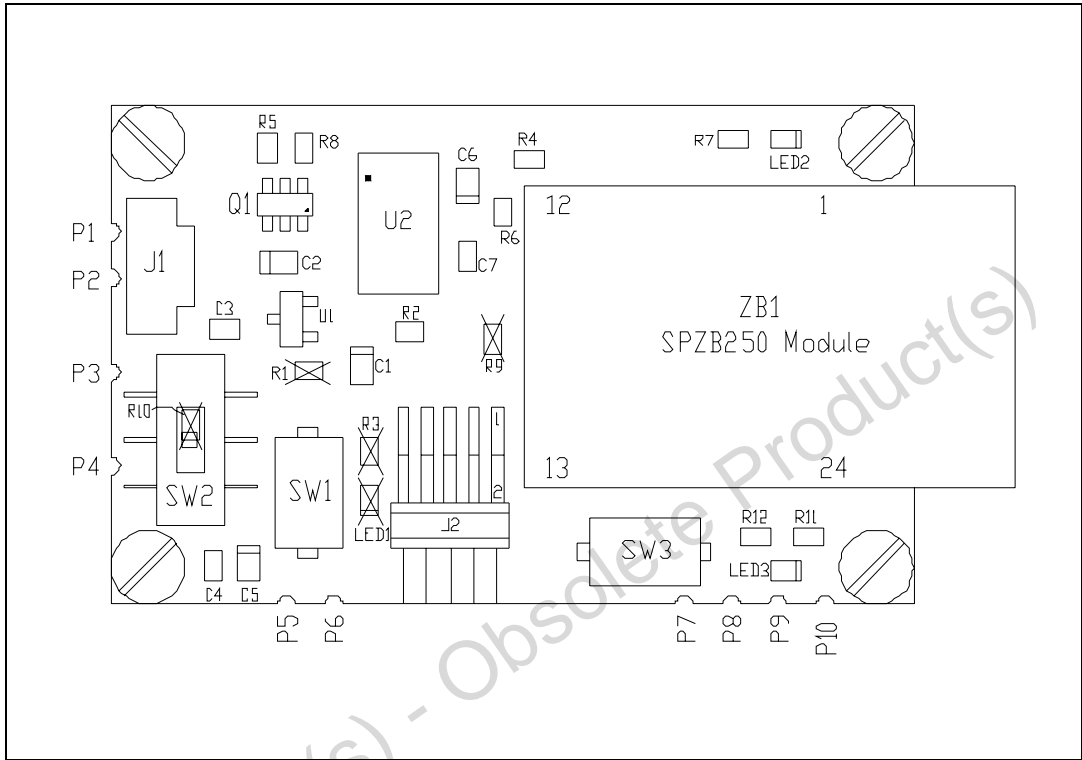 R5
R8
R4
R7
LED2
C6
Q1
U2
12
1
P1
R6
J1
C2
C7
P2
ZB1
SPZB250 Module
C3
U1
R2
P3
R1
C1
R9
R10
R3
1
P4
13
24
SW2
SW1
2
LED1
J2
R12
R11
SW3
LED3
C4
C5
P5
P6
P7
P8
P9
P10
(s) - Obsolete Product(s)